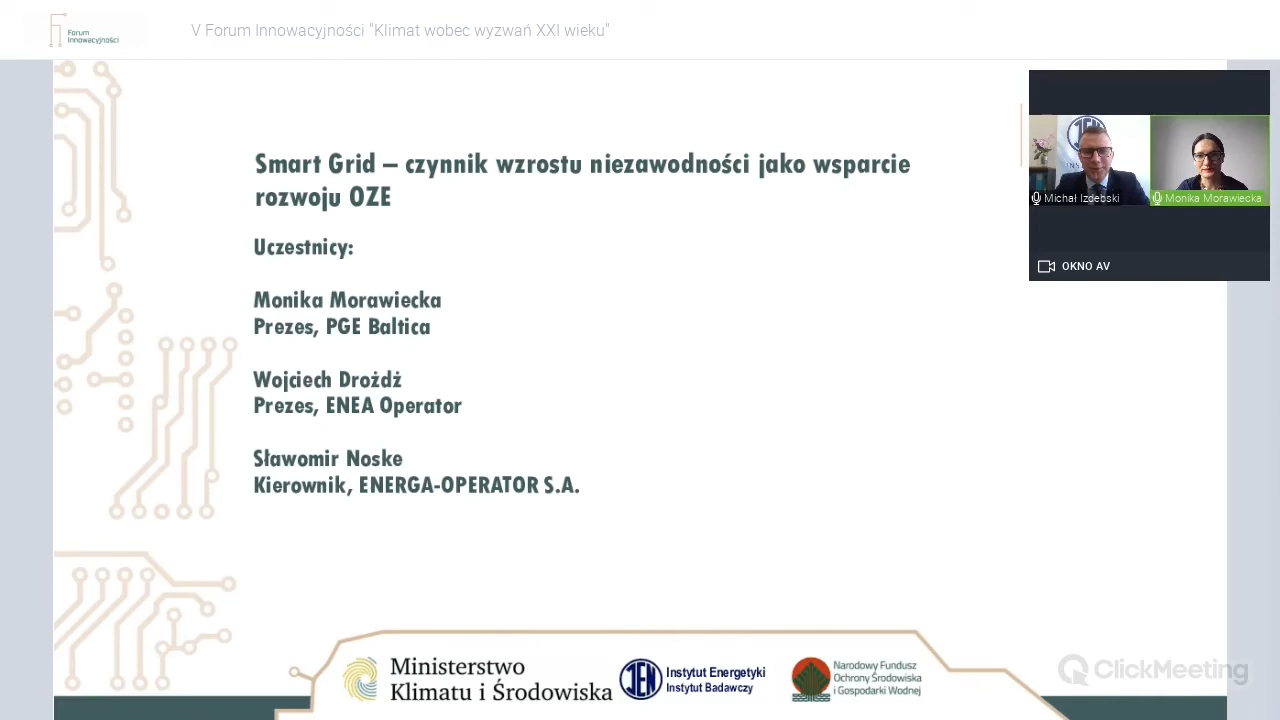 Forum
Innowacyjności
V Forum Innowacyjności "Klimat wobec wyzwań XXI wieku"
Smart Grid – czynnik wzrostu niezawodności jako wsparcie
rozwoju OZE
Uczestnicy:
Monika Morawiecka
Prezes, PGE Baltica
Wojciech Drożdż
Prezes, ENEA Operator
Sławomir Noske
Kierownik, ENERGA-OPERATOR S.A.
IEN
Michał Izdebski
Monika Morawiecka
OKNO AV
Ministerstwo
Klimatu i Środowiska
IEN
Instytut Energetyki
Instytut Badawczy
Narodowy Fundusz
Ochrony Środowiska
i Gospodarki Wodnej
ClickMeeting